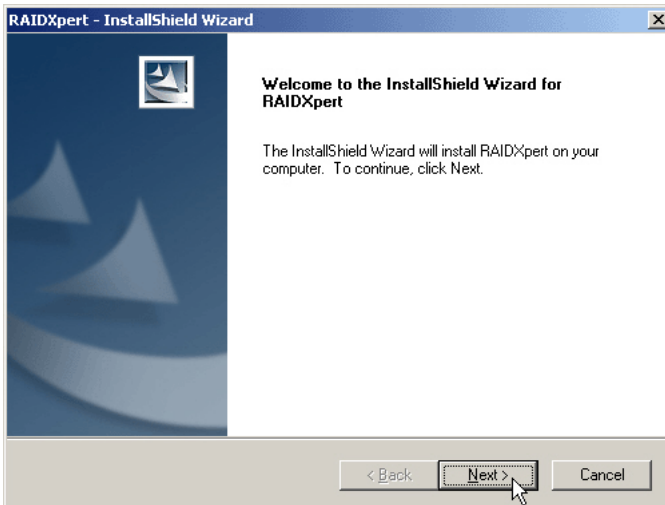 RAIDXpert - InstallShield Wizard
Welcome to the InstallShield Wizard for
RAIDXpert
The InstallShield Wizard will install RAIDXpert on your
computer. To continue, click Next.
< Back
Next >
Cancel